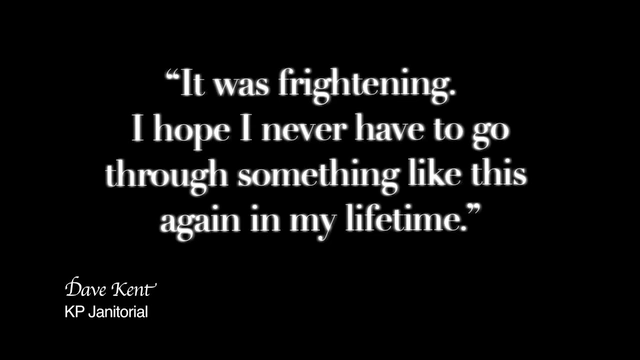 “It was frightening.
I hope I never have to go
through something like this
again in my lifetime.”
Dave Kent
KP Janitorial